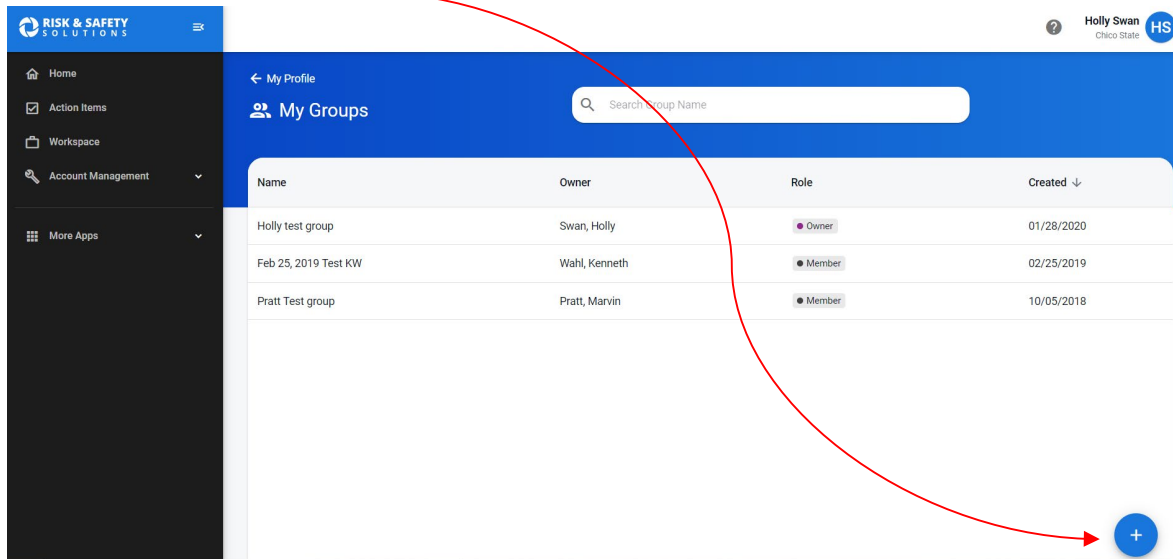 RISK & SAFETY
SOLUTIONS
Holly Swan
Chico State
HS
Home
Action Items
Workspace
Account Management
More Apps
← My Profile
My Groups
Search Group Name
Name Owner Role Created ↓
Holly test group Swan, Holly Owner 01/28/2020
Feb 25, 2019 Test KW Wahl, Kenneth Member 02/25/2019
Pratt Test group Pratt, Marvin Member 10/05/2018
+